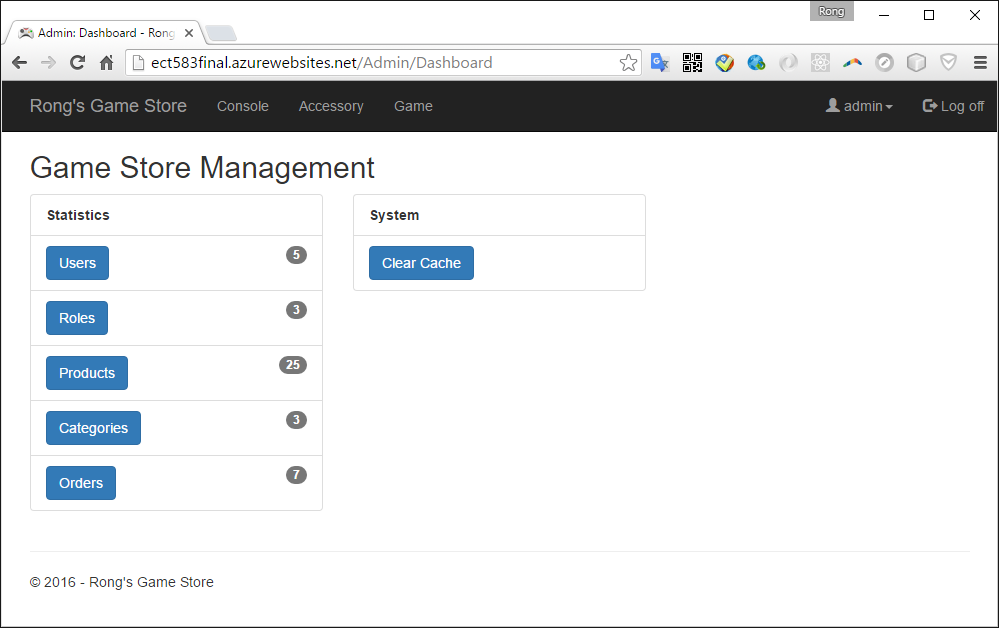 Rong
Admin: Dashboard - Rong
ect583final.azurewebsites.net/Admin/Dashboard
Rong's Game Store Console Accessory Game admin Log off
Game Store Management
Statistics
Users 5
Roles 3
Products 25
Categories 3
Orders 7
System
Clear Cache
© 2016 - Rong's Game Store